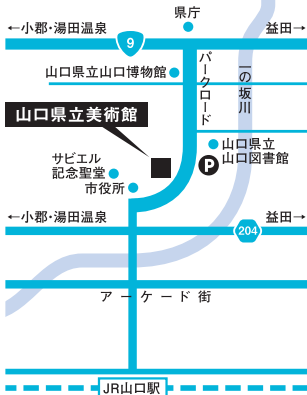 県庁
←小郡・湯田温泉
益田→
9
山口県立山口博物館
パークロード
一の坂川
山口県立美術館
山口県立
山口図書館
P
サビエル
記念聖堂
市役所
←小郡・湯田温泉
益田→
204
アーケード街
JR山口駅